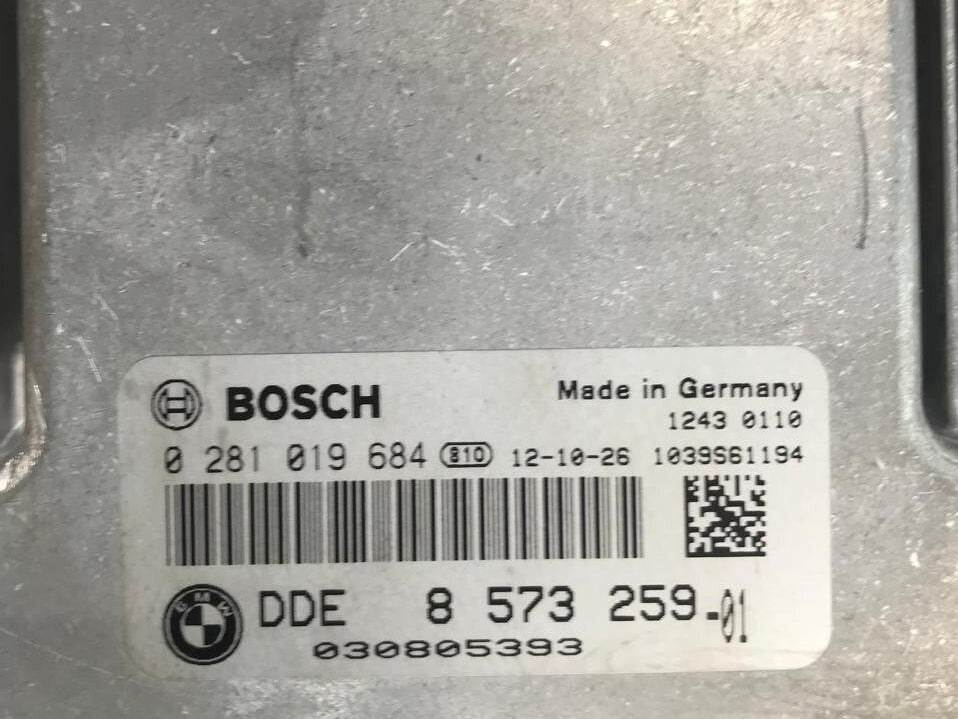 BOSCH
Made in Germany
1243 0110
0 281 019 684 810 12-10-26 1039S61194
BMW DDE 8 573 259-01
030805393